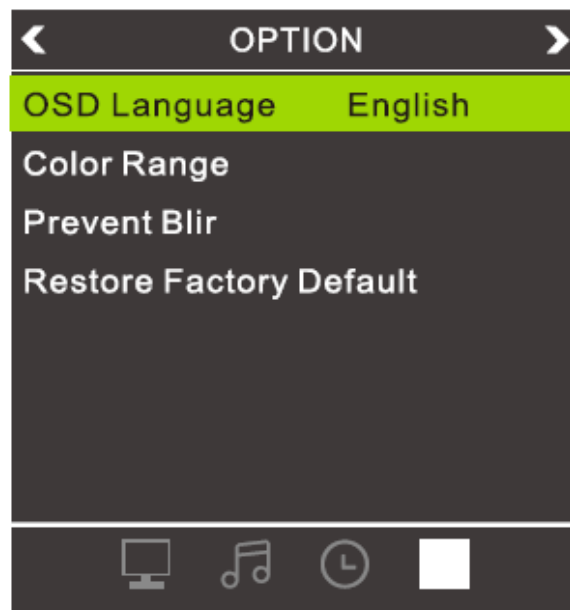 OPTION
OSD Language English
Color Range
Prevent Blir
Restore Factory Default